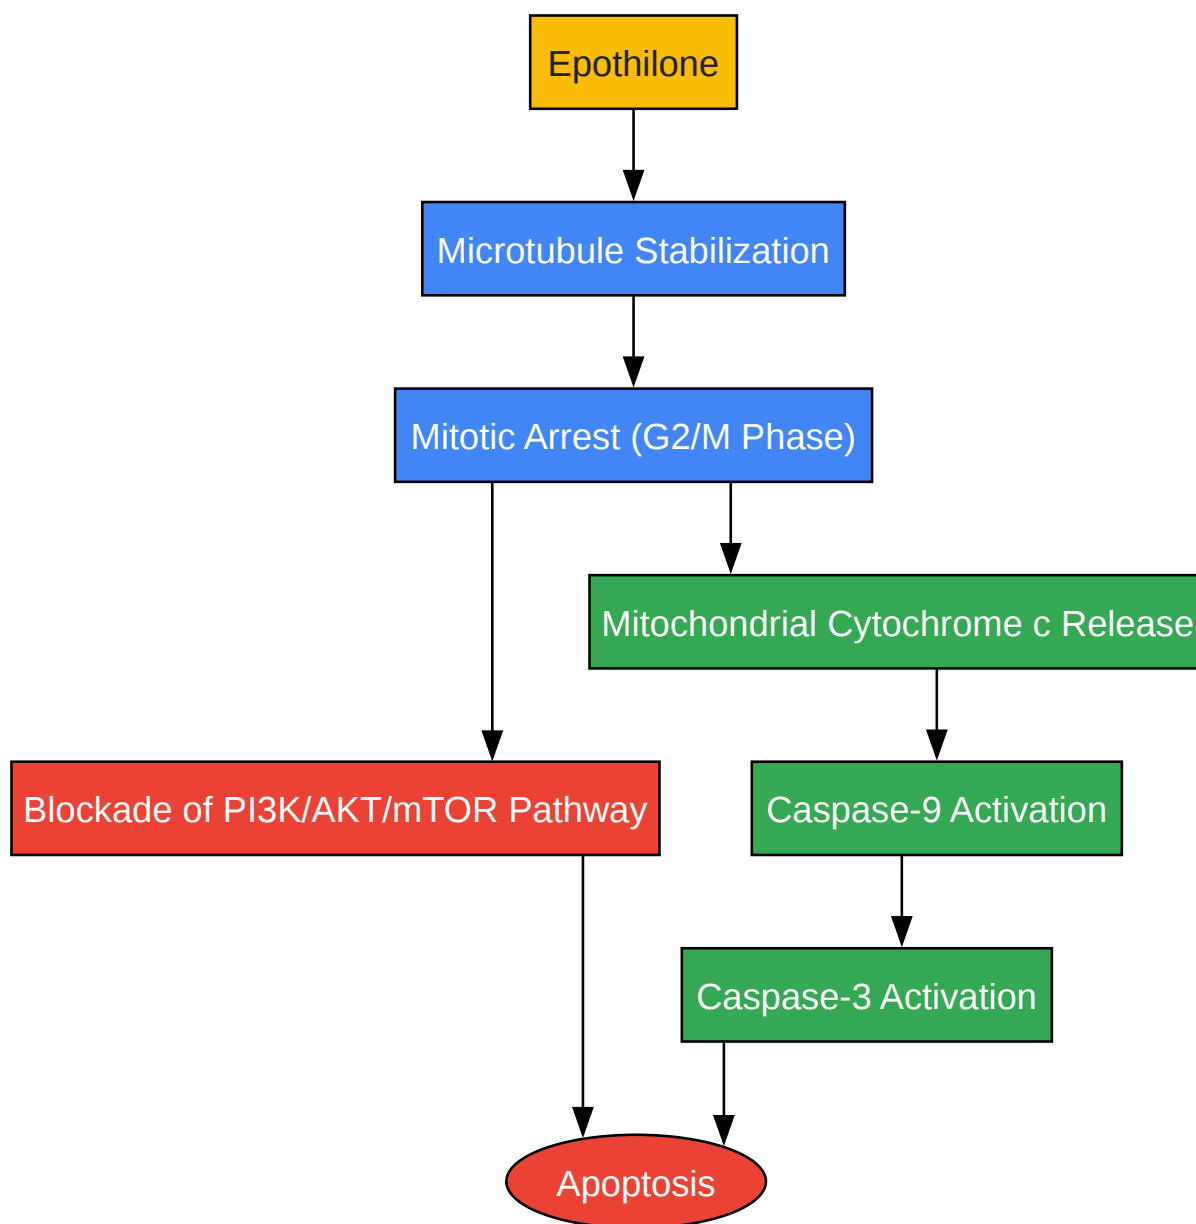 Epothilone
Microtubule Stabilization
Mitotic Arrest (G2/M Phase)
Mitochondrial Cytochrome c Release
Blockade of PI3K/AKT/mTOR Pathway
Caspase-9 Activation
Caspase-3 Activation
Apoptosis